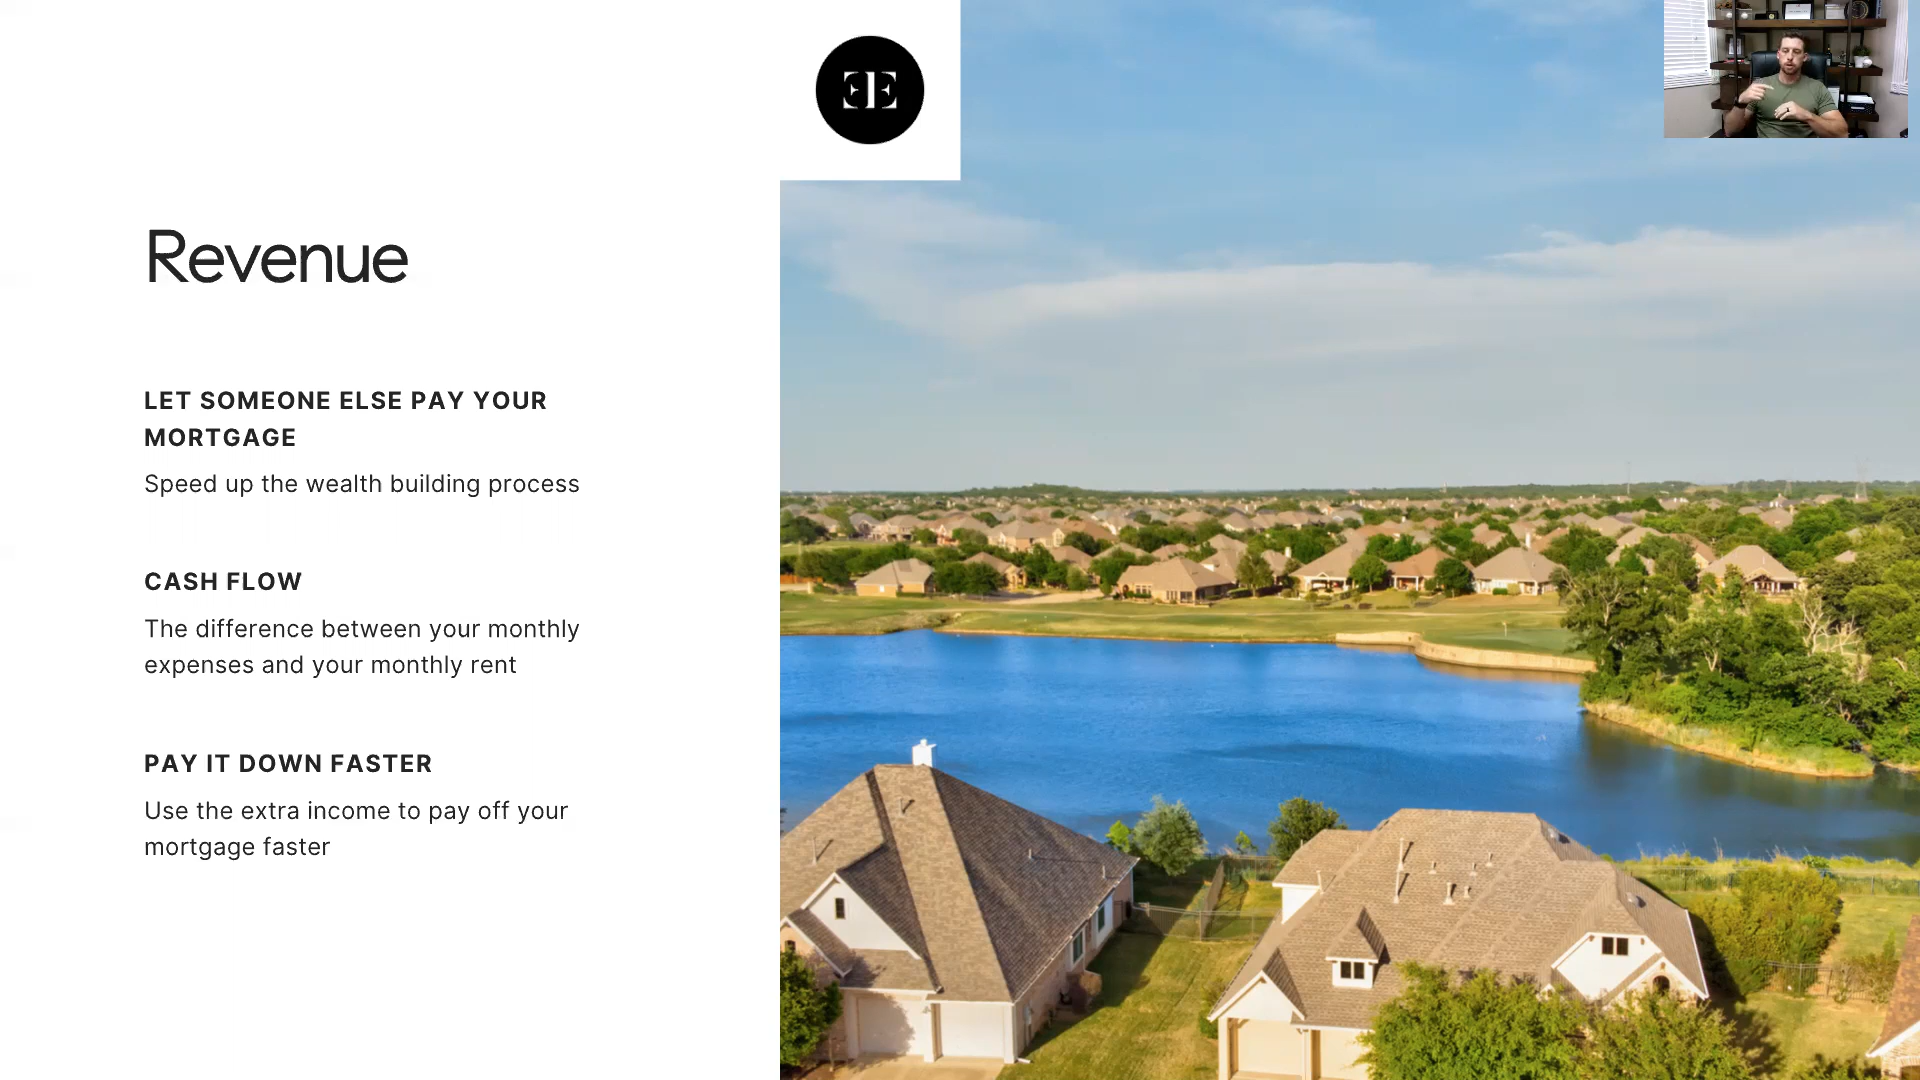 EE
Revenue
LET SOMEONE ELSE PAY YOUR
MORTGAGE
Speed up the wealth building process
CASH FLOW
The difference between your monthly
expenses and your monthly rent
PAY IT DOWN FASTER
Use the extra income to pay off your
mortgage faster